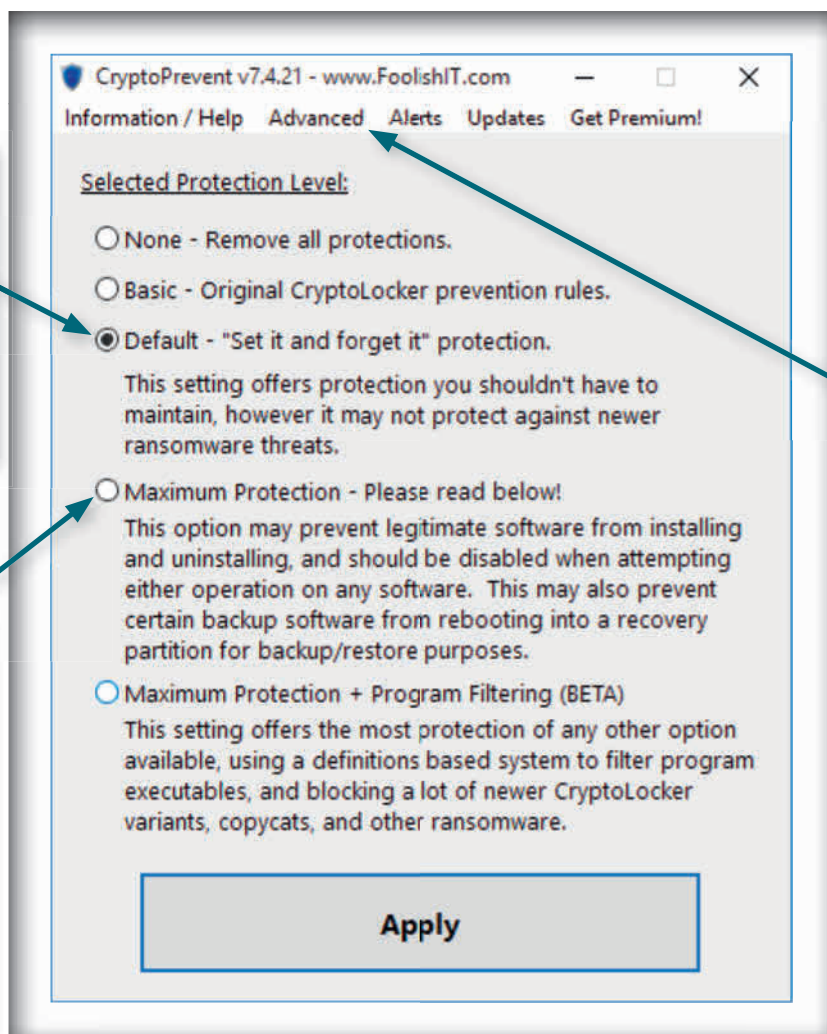 CryptoPrevent v7.4.21 - www.FoolishIT.com
Information / Help Advanced Alerts Updates Get Premium!
Selected Protection Level:
None - Remove all protections.
Basic - Original CryptoLocker prevention rules.
Default - "Set it and forget it" protection.
This setting offers protection you shouldn't have to
maintain, however it may not protect against newer
ransomware threats.
Maximum Protection - Please read below!
This option may prevent legitimate software from installing
and uninstalling, and should be disabled when attempting
either operation on any software. This may also prevent
certain backup software from rebooting into a recovery
partition for backup/restore purposes.
Maximum Protection + Program Filtering (BETA)
This setting offers the most protection of any other option
available, using a definitions based system to filter program
executables, and blocking a lot of newer CryptoLocker
variants, copycats, and other ransomware.
Apply